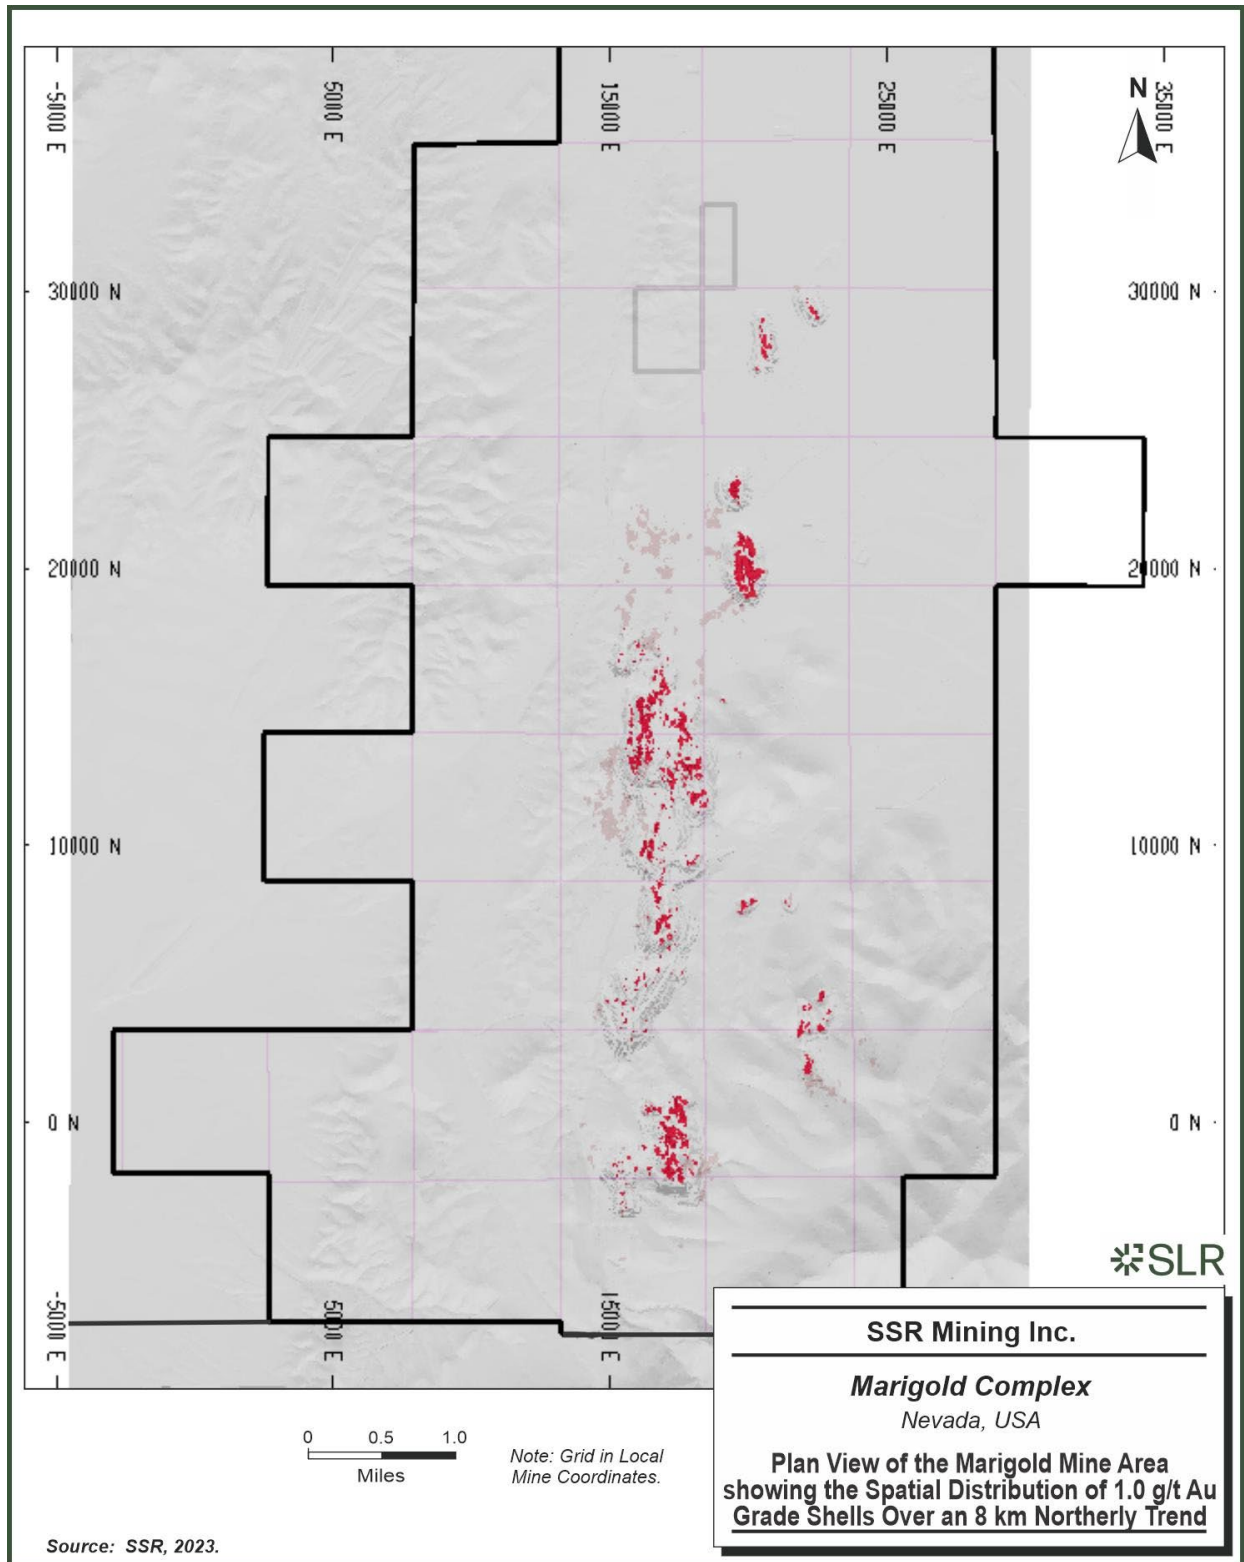 -5000 E
5000 E
15000 E
25000 E
35000 E
N
30000 N
30000 N
20000 N
20000 N
10000 N
10000 N
0 N
0 N
-5000 E
5000 E
15000 E
SLR
SSR Mining Inc.
Marigold Complex
Nevada, USA
Plan View of the Marigold Mine Area
showing the Spatial Distribution of 1.0 g/t Au
Grade Shells Over an 8 km Northerly Trend
0 0.5 1.0
Miles
Note: Grid in Local
Mine Coordinates.
Source: SSR, 2023.